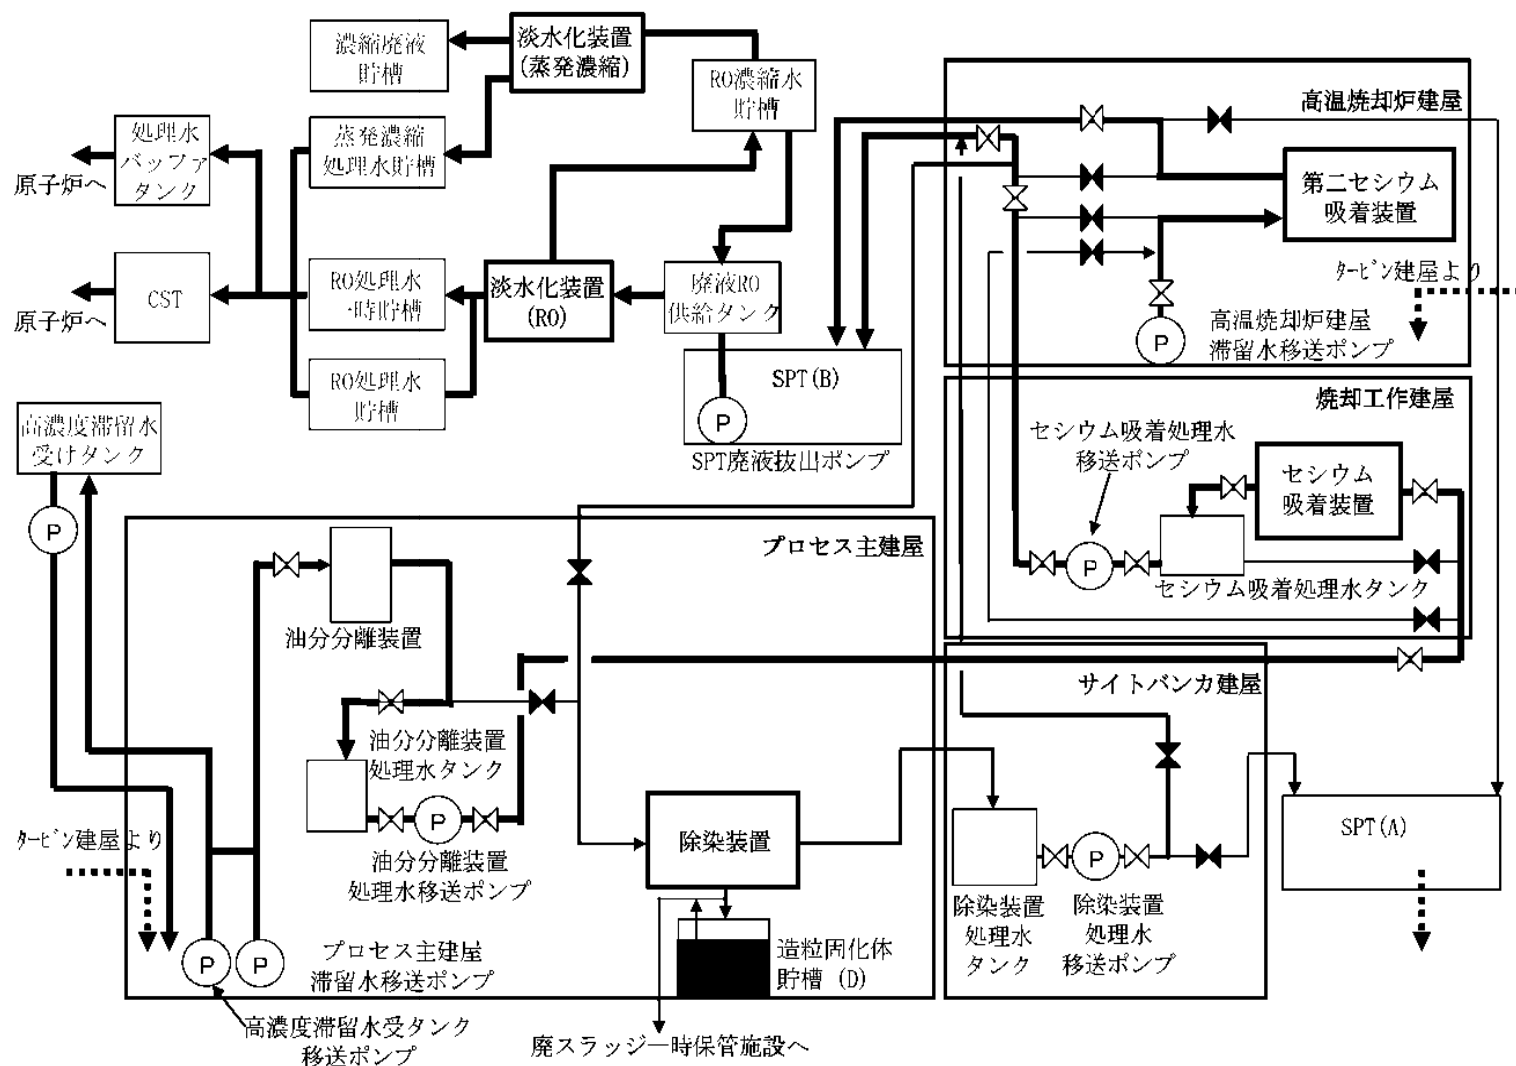 濃縮廃液
貯槽
淡水化装置
(蒸発濃縮)
RO濃縮水
貯槽
処理水
バッファ
タンク
原子炉へ
蒸発濃縮
処理水貯槽
CST
原子炉へ
RO処理水
一時貯槽
淡水化装置
(RO)
廃液RO
供給タンク
RO処理水
貯槽
SPT(B)
P
SPT廃液抜出ポンプ
高温焼却炉建屋
第二セシウム
吸着装置
ﾀｰﾋﾞﾝ建屋より
P
高温焼却炉建屋
滞留水移送ポンプ
焼却工作建屋
セシウム吸着処理水
移送ポンプ
セシウム
吸着装置
P
セシウム吸着処理水タンク
高濃度滞留水
受けタンク
P
プロセス主建屋
油分分離装置
油分分離装置
処理水タンク
P
油分分離装置
処理水移送ポンプ
ﾀｰﾋﾞﾝ建屋より
P
P
プロセス主建屋
滞留水移送ポンプ
高濃度滞留水受タンク
移送ポンプ
除染装置
造粒固化体
貯槽 (D)
廃スラッジ一時保管施設へ
サイトバンカ建屋
P
除染装置
処理水
タンク
除染装置
処理水
移送ポンプ
SPT(A)